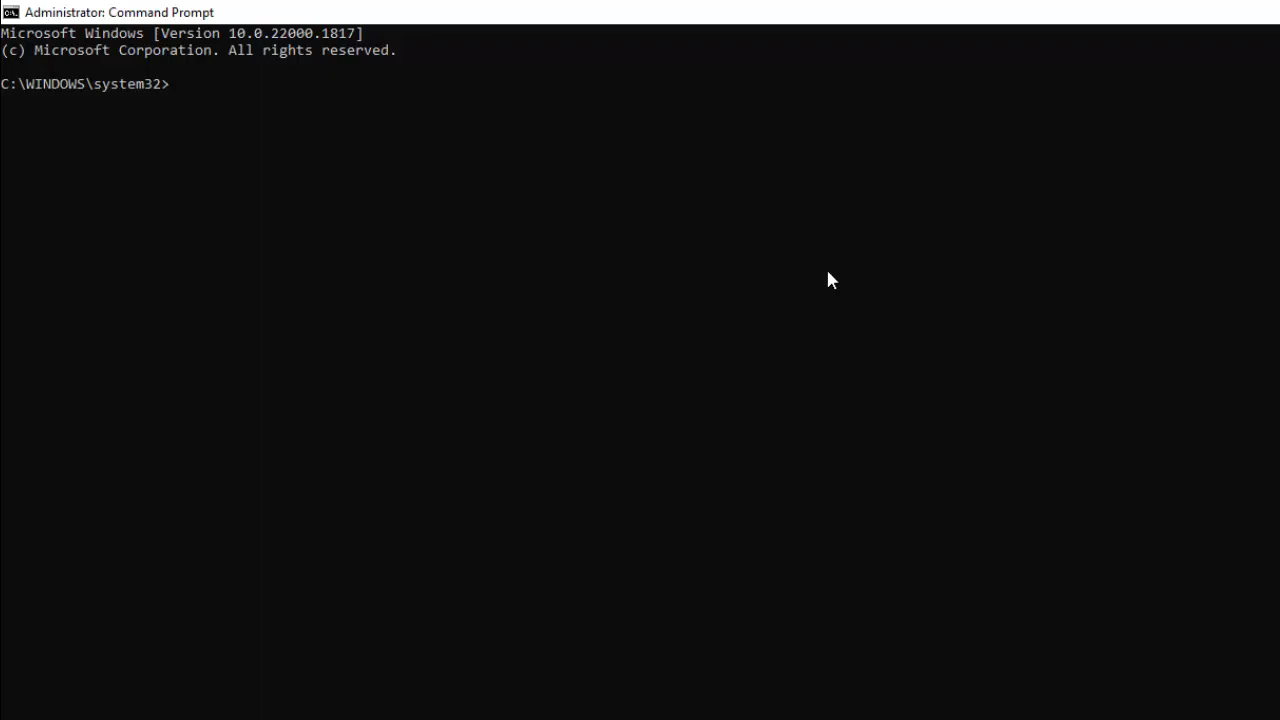 Administrator: Command Prompt
Microsoft Windows [Version 10.0.22000.1817]
(c) Microsoft Corporation. All rights reserved.
C:\WINDOWS\system32>